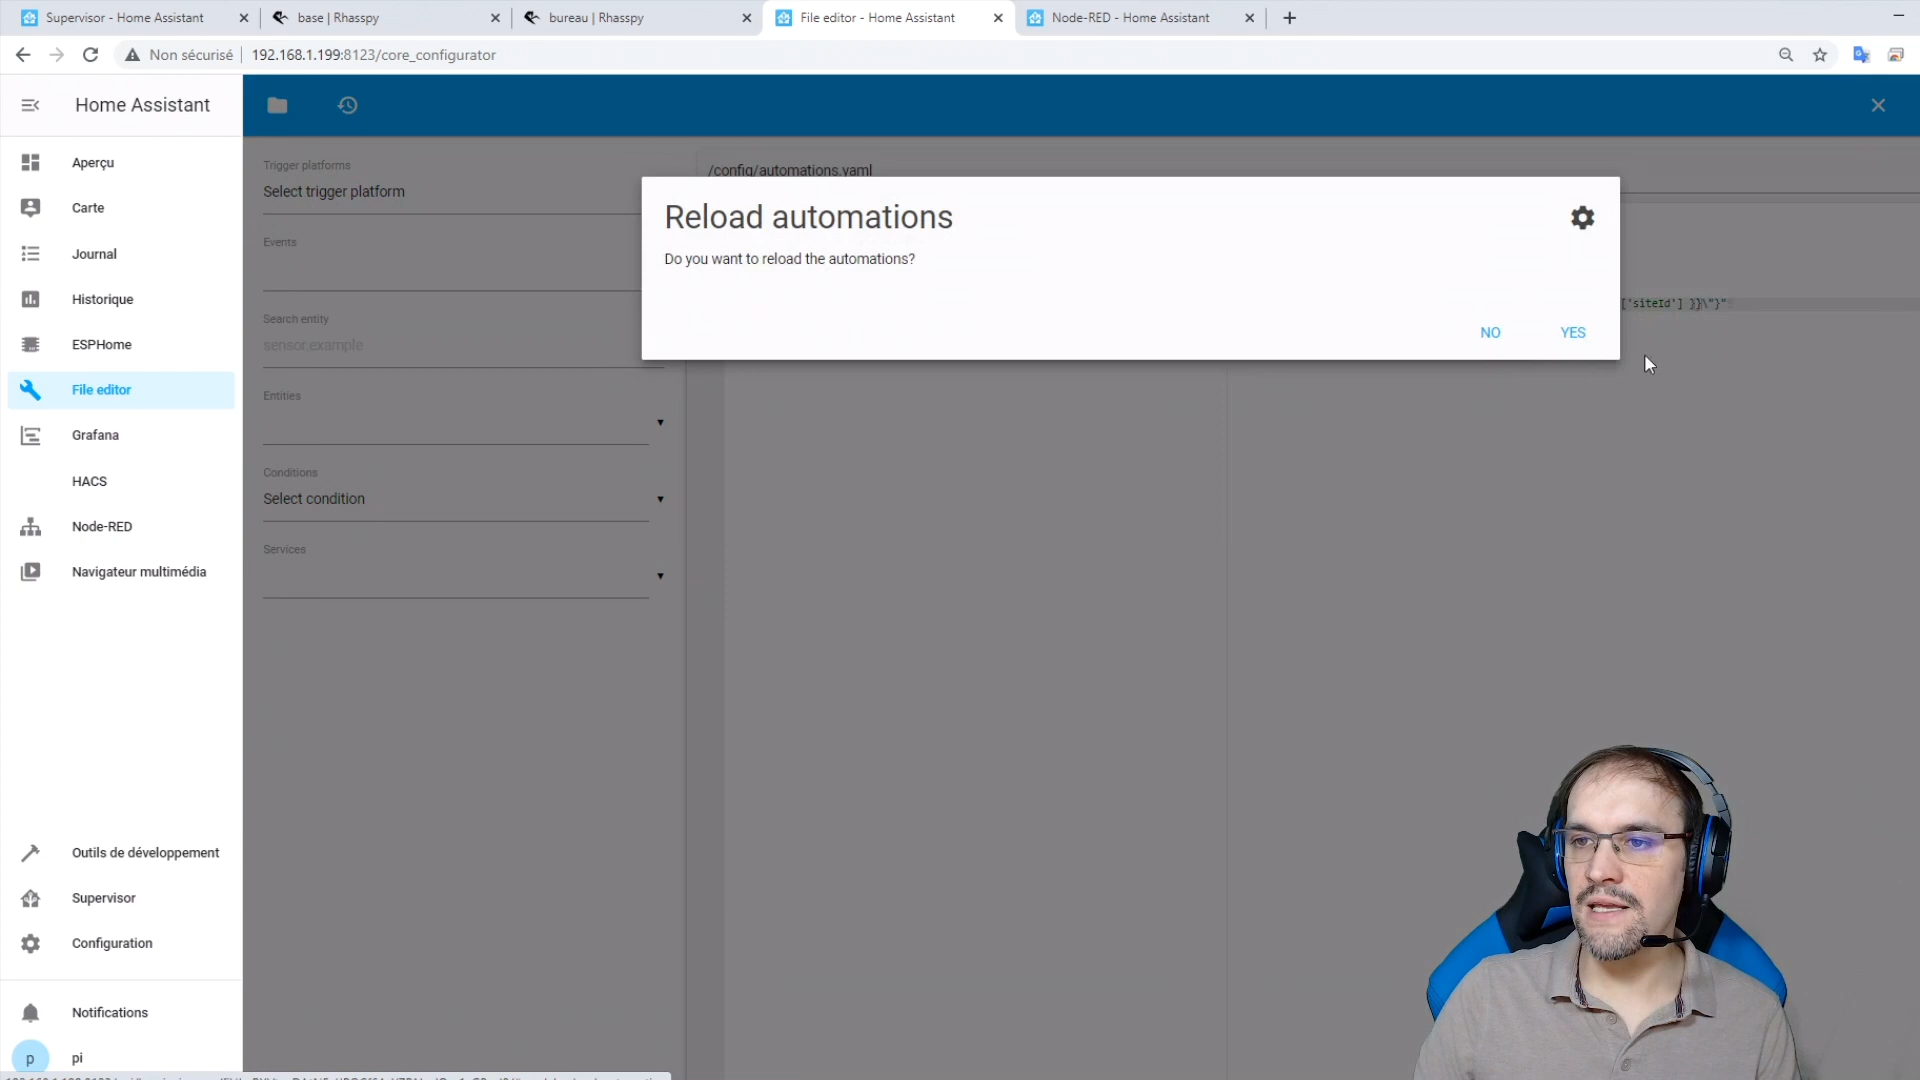 Supervisor - Home Assistant
base | Rhasspy
bureau | Rhasspy
File editor - Home Assistant
Node-RED - Home Assistant
Non sécurisé
192.168.1.199:8123/core_configurator
Home Assistant
Aperçu
Carte
Journal
Historique
ESPHome
File editor
Grafana
HACS
Node-RED
Navigateur multimédia
Outils de développement
Supervisor
Configuration
Notifications
p
pi
Trigger platforms
Select trigger platform
Events
Search entity
sensor.example
Entities
Conditions
Select condition
Services
/config/automations.yaml
Reload automations
Do you want to reload the automations?
['siteId'] }}\"}"
NO
YES